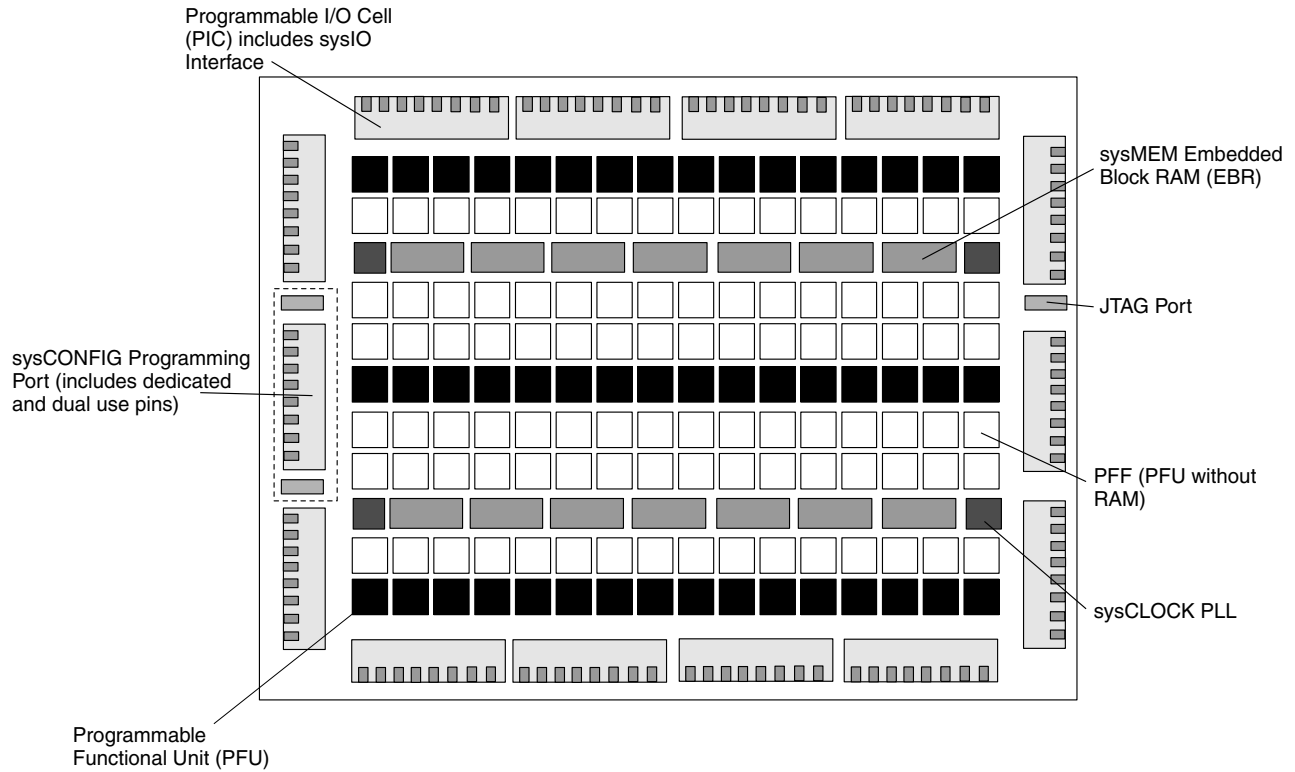 Programmable I/O Cell
(PIC) includes sysIO
Interface
sysMEM Embedded
Block RAM (EBR)
JTAG Port
sysCONFIG Programming
Port (includes dedicated
and dual use pins)
PFF (PFU without
RAM)
sysCLOCK PLL
Programmable
Functional Unit (PFU)